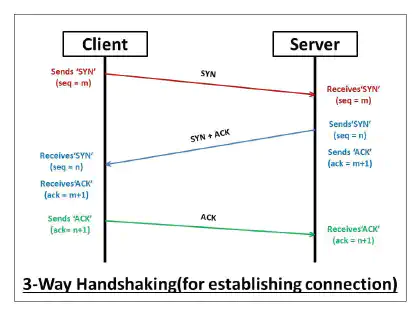 Client
Server
Sends 'SYN'
(seq = m)
SYN
Receives'SYN'
(seq = m)
Sends'SYN'
(seq = n)
SYN + ACK
Sends 'ACK'
(ack = m+1)
Receives'SYN'
(seq = n)
Receives'ACK'
(ack = m+1)
Sends 'ACK'
(ack= n+1)
ACK
Receives'ACK'
(ack = n+1)
3-Way Handshaking(for establishing connection)